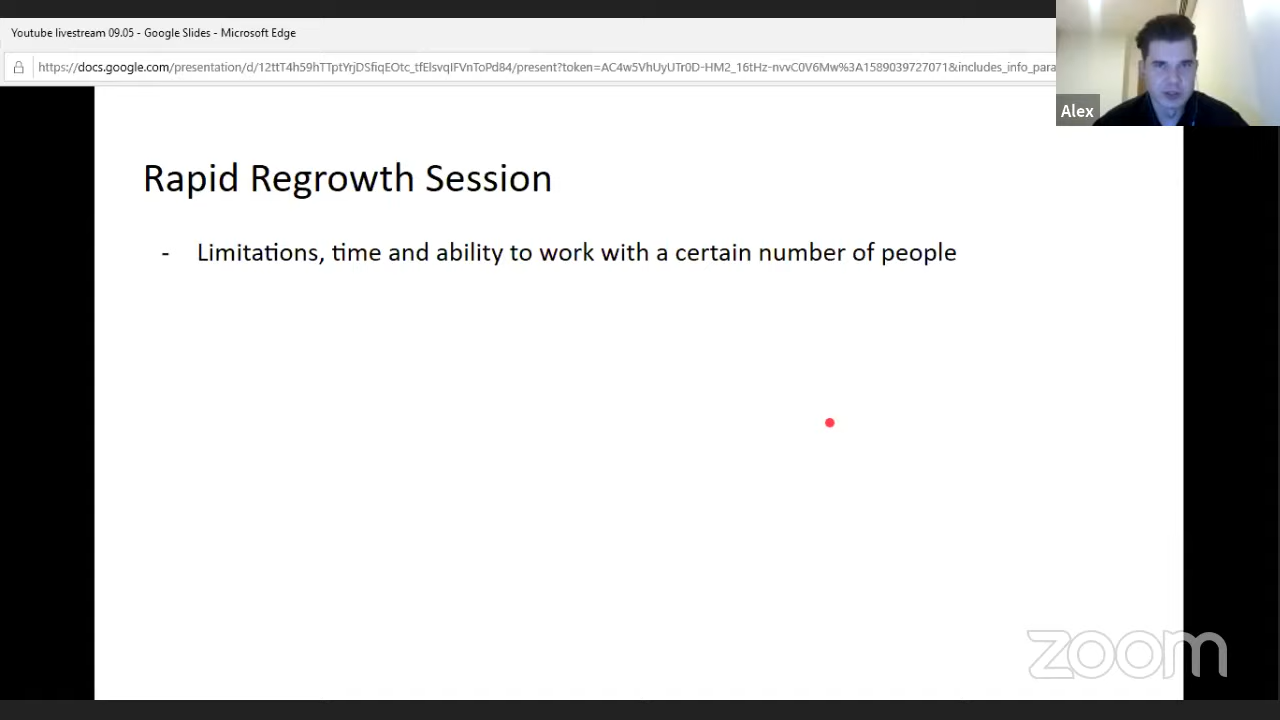 Youtube livestream 09.05 - Google Slides - Microsoft Edge
https://docs.google.com/presentation/d/12ttT4h59hTTptYrjDSfiqEOtc_tfElsvqIFVnToPd84/present?token=AC4w5VhUyUTr0D-HM2_16tHz-nvvC0V6Mw%3A1589039727071&includes_info_para
Alex
Rapid Regrowth Session
- Limitations, time and ability to work with a certain number of people
zoom